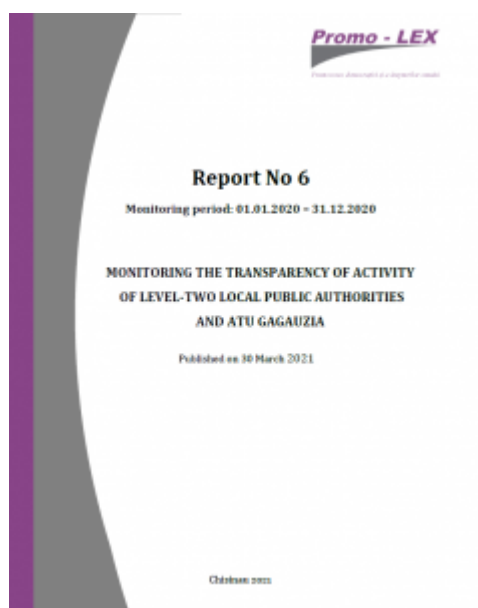 Promo - LEX
Report No 6
Monitoring period: 01.01.2020 – 31.12.2020
MONITORING THE TRANSPARENCY OF ACTIVITY
OF LEVEL-TWO LOCAL PUBLIC AUTHORITIES
AND ATU GAGAUZIA
Published on 30 March 2021
Chisinau 2021